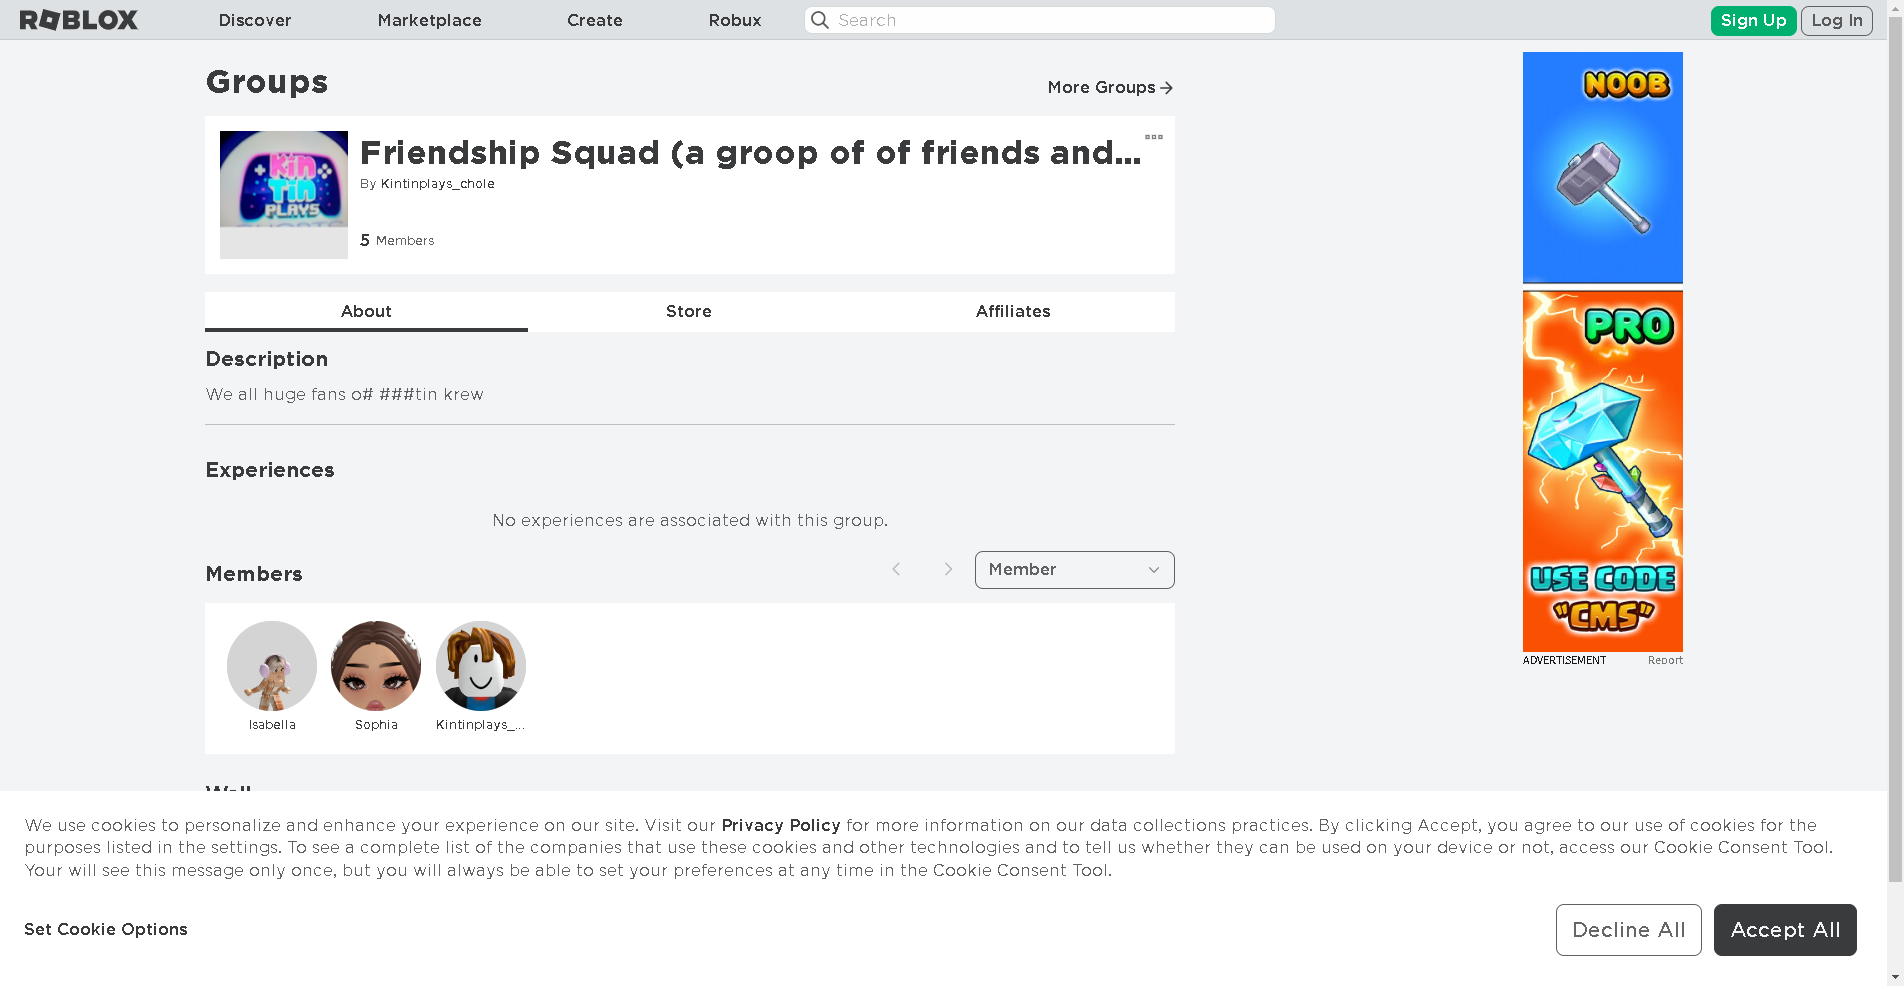 ROBLOX
Discover
Marketplace
Create
Robux
Search
Sign Up
Log In
Groups
More Groups
KiN
TiN
PLAYS
Friendship Squad (a groop of of friends and...
By Kintinplays_chole
5 Members
About
Store
Affiliates
Description
We all huge fans o# ###tin krew
Experiences
No experiences are associated with this group.
Members
Member
Isabella
Sophia
Kintinplays_...
Wall
NOOB
PRO
USE CODE
"CMS"
ADVERTISEMENT
Report
We use cookies to personalize and enhance your experience on our site. Visit our Privacy Policy for more information on our data collections practices. By clicking Accept, you agree to our use of cookies for the
purposes listed in the settings. To see a complete list of the companies that use these cookies and other technologies and to tell us whether they can be used on your device or not, access our Cookie Consent Tool.
Your will see this message only once, but you will always be able to set your preferences at any time in the Cookie Consent Tool.
Set Cookie Options
Decline All
Accept All